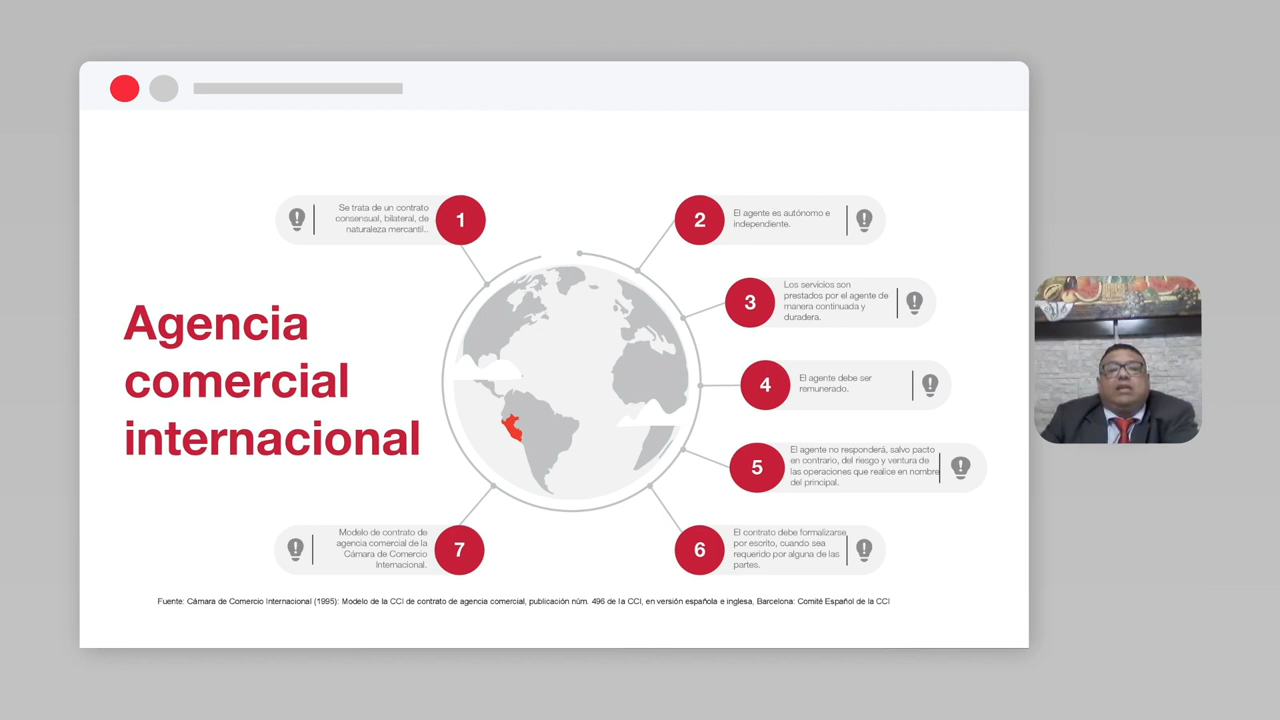 Agencia
comercial
internacional
1
Se trata de un contrato
consensual, bilateral, de
naturaleza mercantil..
2
El agente es autónomo e
independiente.
3
Los servicios son
prestados por el agente de
manera continuada y
duradera.
4
El agente debe ser
remunerado.
5
El agente no responderá, salvo pacto
en contrario, del riesgo y ventura de
las operaciones que realice en nombre
del principal.
6
El contrato debe formalizarse
por escrito, cuando sea
requerido por alguna de las
partes.
7
Modelo de contrato de
agencia comercial de la
Cámara de Comercio
Internacional.
Fuente: Cámara de Comercio Internacional (1995): Modelo de la CCI de contrato de agencia comercial, publicación núm. 496 de la CCI, en versión española e inglesa, Barcelona: Comité Español de la CCI